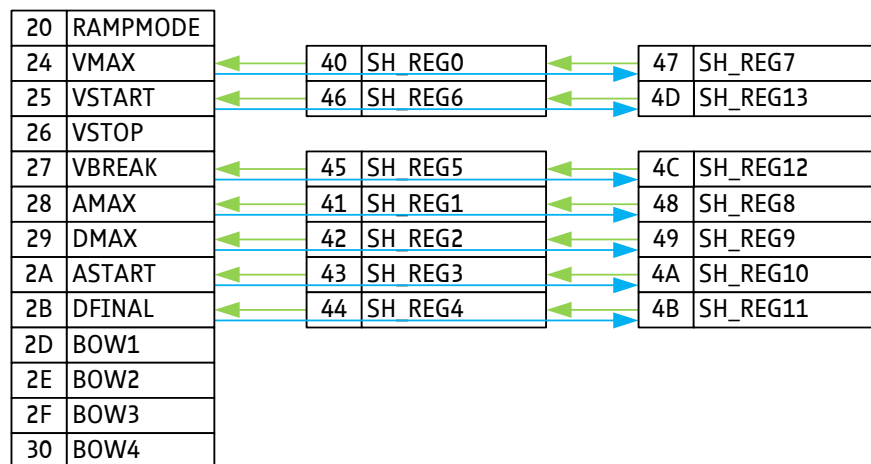 20 RAMPMODE
24 VMAX 40 SH_REG0 47 SH_REG7
25 VSTART 46 SH_REG6 4D SH_REG13
26 VSTOP
27 VBREAK 45 SH_REG5 4C SH_REG12
28 AMAX 41 SH_REG1 48 SH_REG8
29 DMAX 42 SH_REG2 49 SH_REG9
2A ASTART 43 SH_REG3 4A SH_REG10
2B DFINAL 44 SH_REG4 4B SH_REG11
2D BOW1
2E BOW2
2F BOW3
30 BOW4